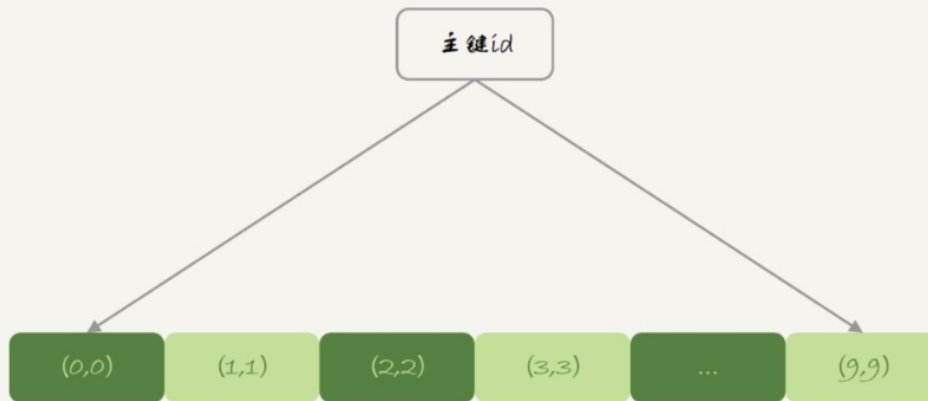 主键id
(0,0) (1,1) (2,2) (3,3) ... (9,9)